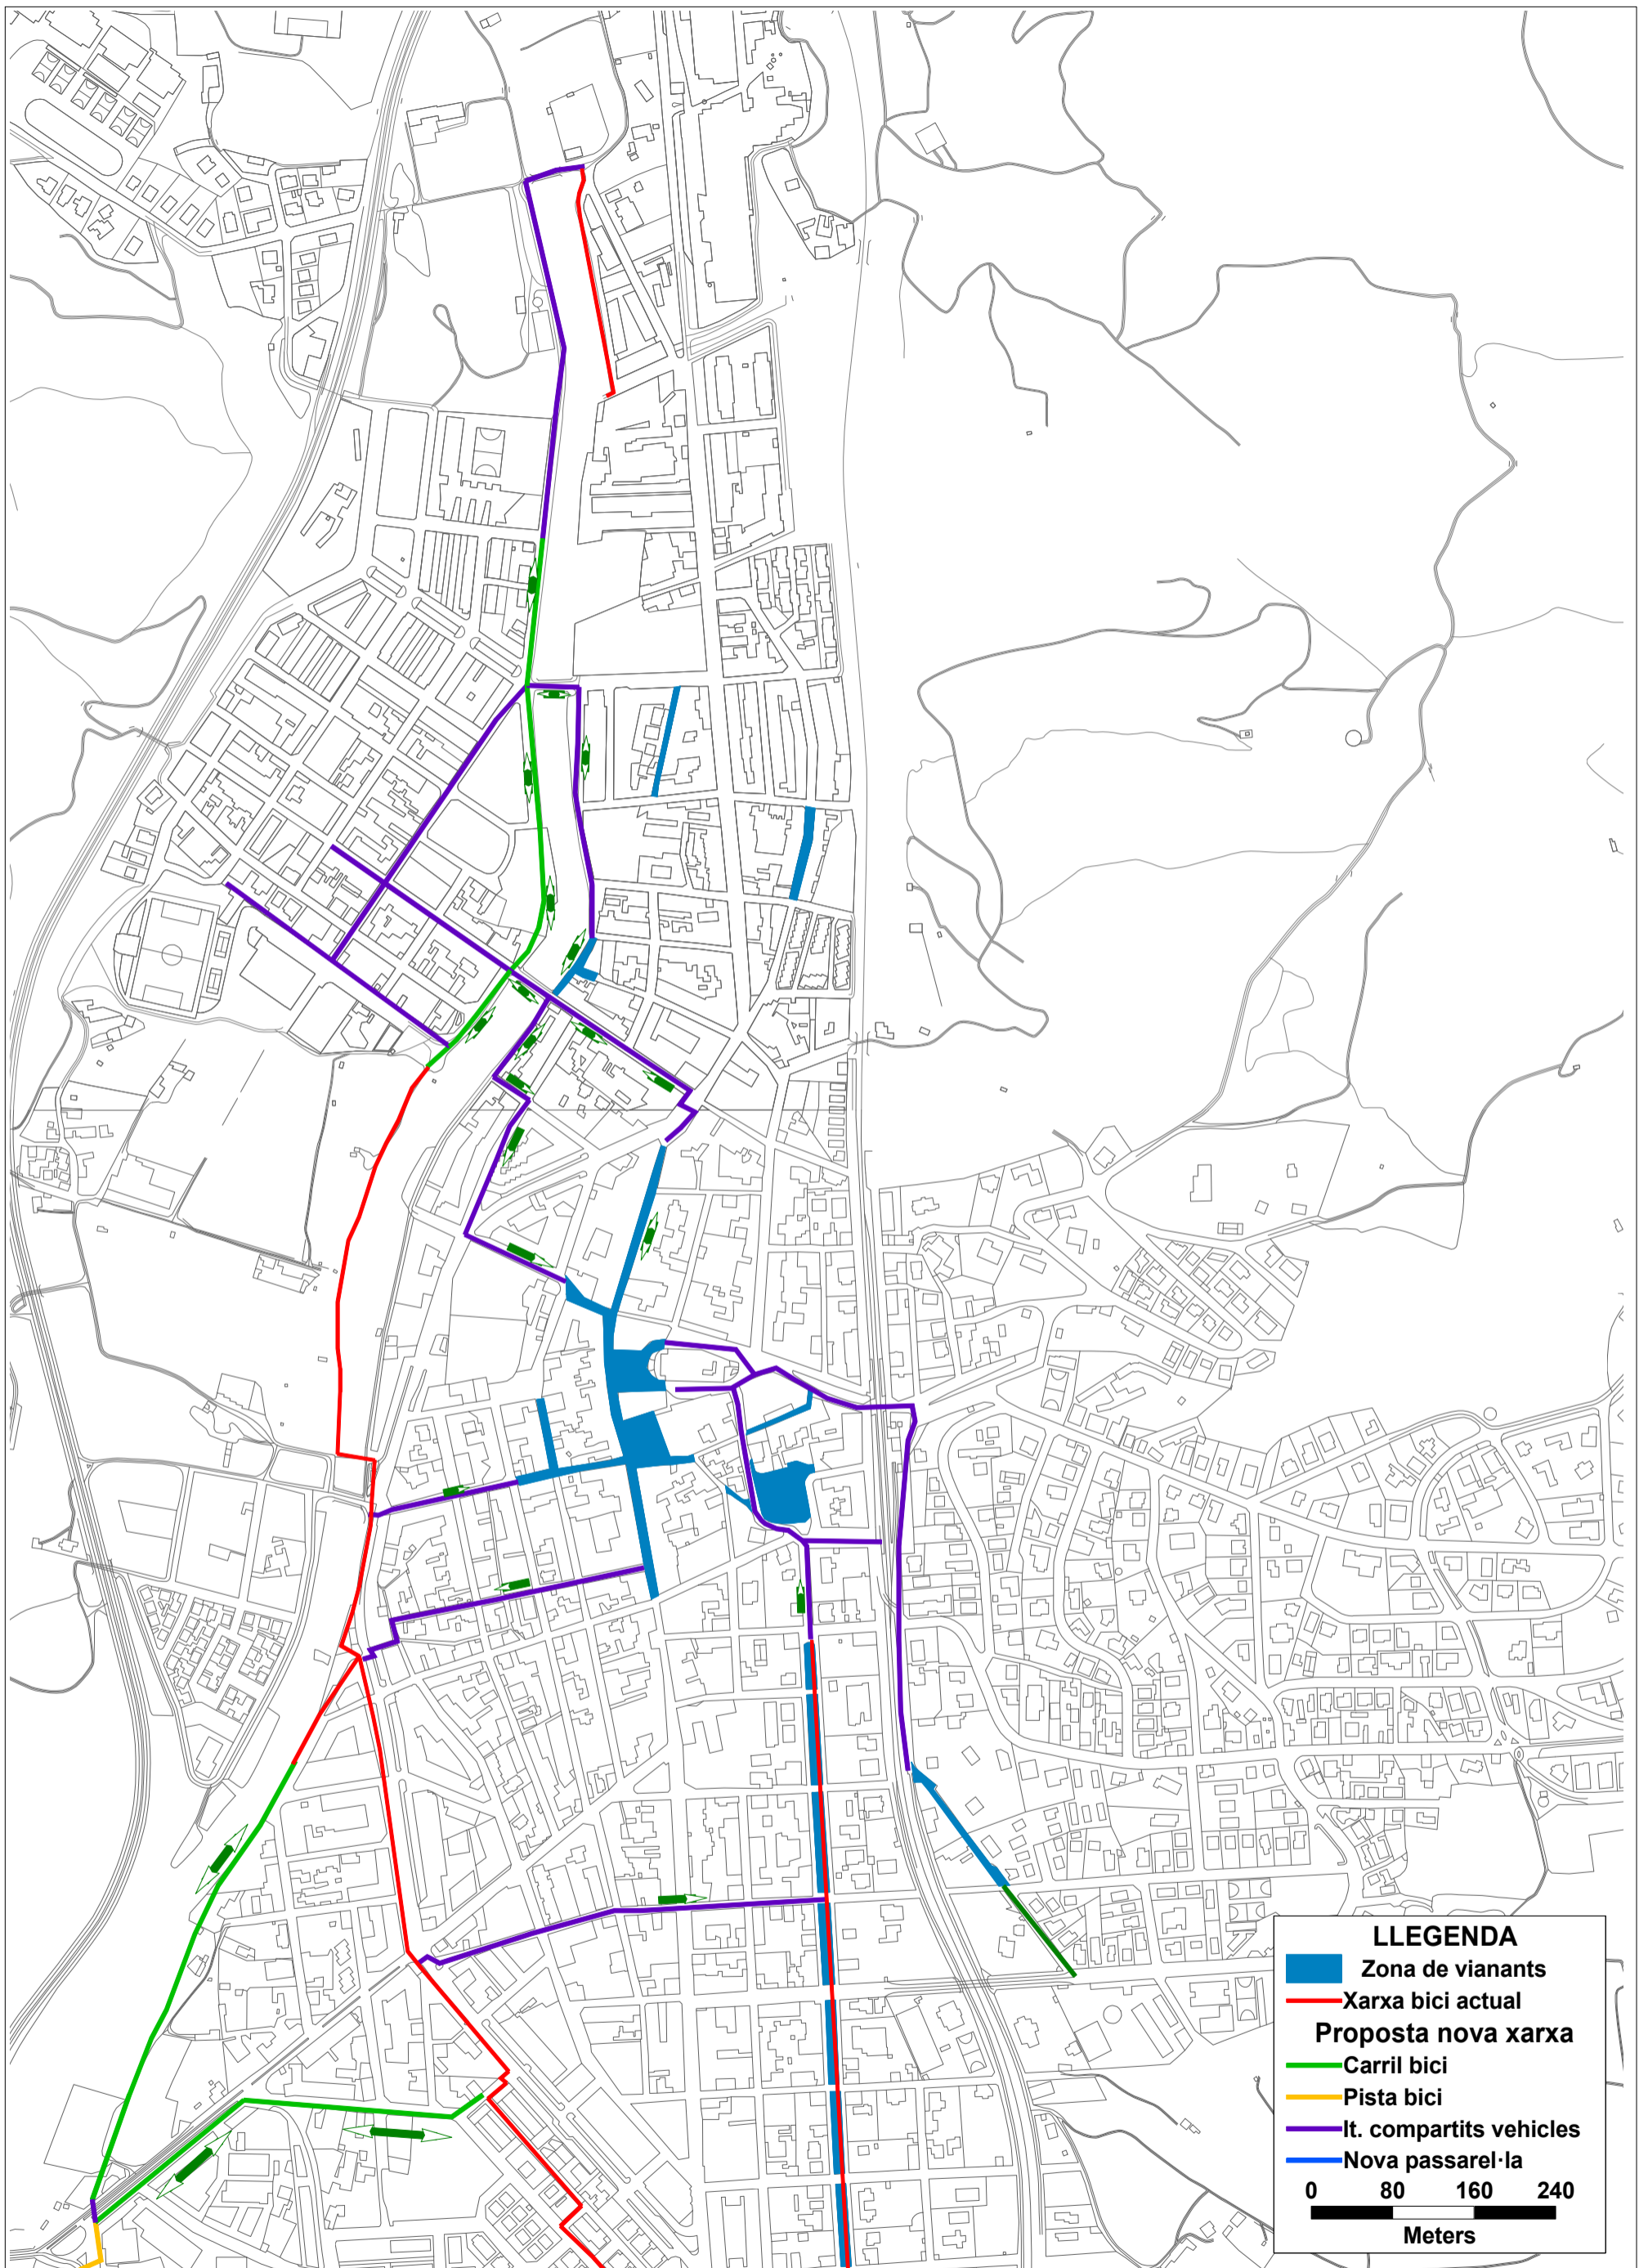 LLEGENDA
Zona de vianants
Xarxa bici actual
Proposta nova xarxa
Carril bici
Pista bici
It. compartits vehicles
Nova passarel·la
0 80 160 240
Meters